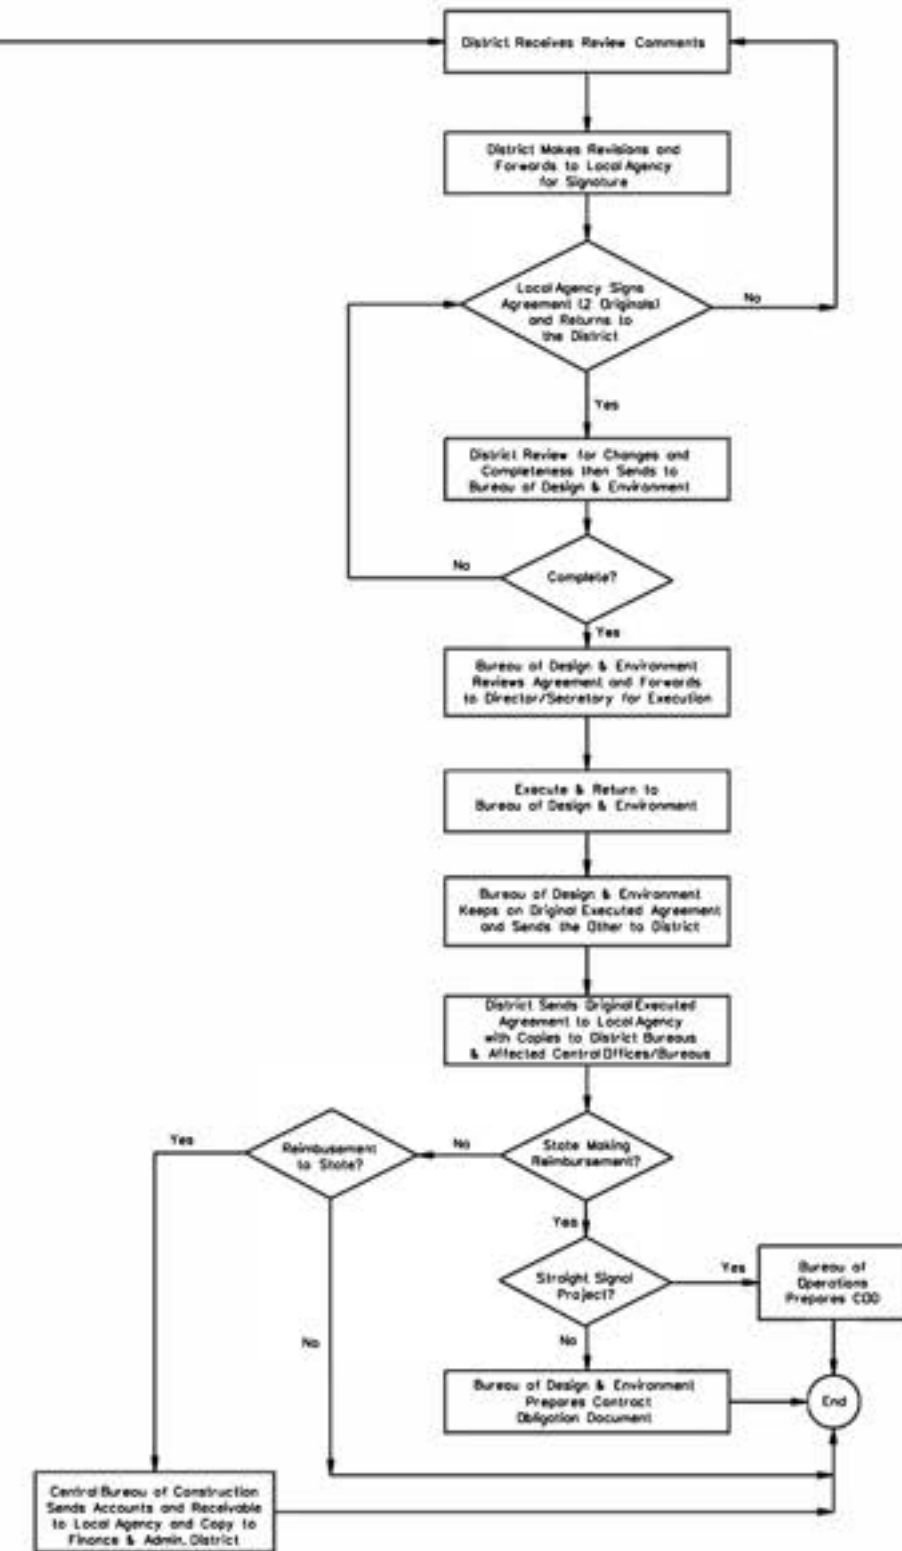 District Receives Review Comments
District Makes Revisions and
Forwards to Local Agency
for Signature
Local Agency Signs
Agreement (2 Originals)
and Returns to
the District
No
Yes
District Review for Changes and
Completeness then Sends to
Bureau of Design & Environment
No
Complete?
Yes
Bureau of Design & Environment
Reviews Agreement and Forwards
to Director/Secretary for Execution
Execute & Return to
Bureau of Design & Environment
Bureau of Design & Environment
Keeps on Original Executed Agreement
and Sends the Other to District
District Sends Original Executed
Agreement to Local Agency
with Copies to District Bureaus
& Affected Central Offices/Bureaus
Yes
Reimbusement
to State?
No
State Making
Reimbursement?
Yes
Straight Signal
Project?
Yes
Bureau of
Operations
Prepares COD
No
No
Bureau of Design & Environment
Prepares Contract
Obligation Document
End
Central Bureau of Construction
Sends Accounts and Receivable
to Local Agency and Copy to
Finance & Admin. District